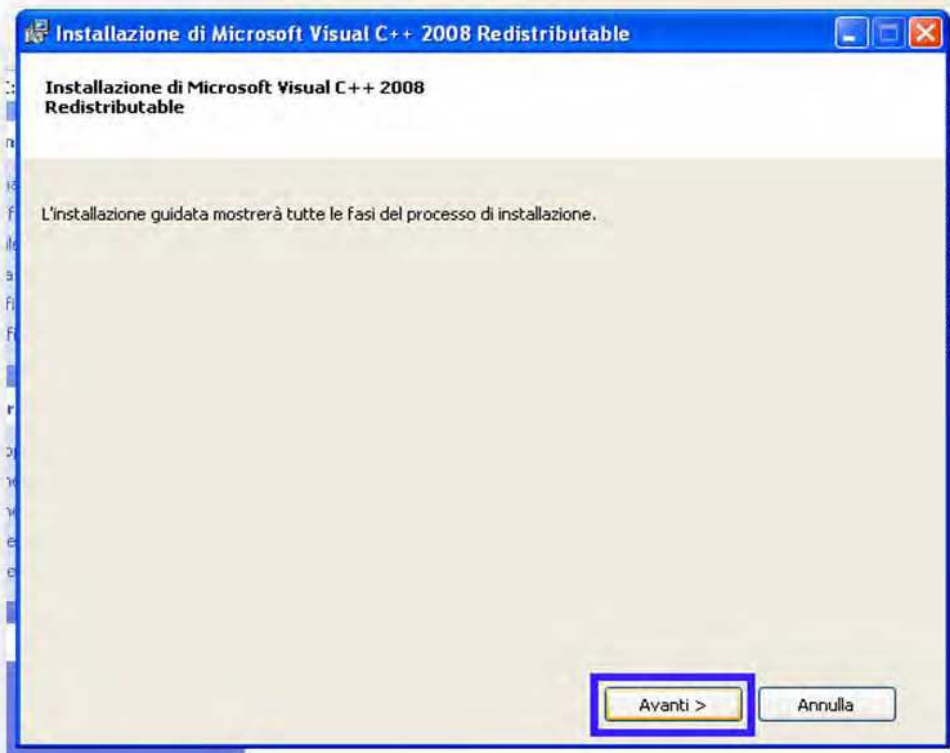 Installazione di Microsoft Visual C++ 2008 Redistributable
Installazione di Microsoft Visual C++ 2008
Redistributable
L'installazione guidata mostrerà tutte le fasi del processo di installazione.
Avanti >
Annulla